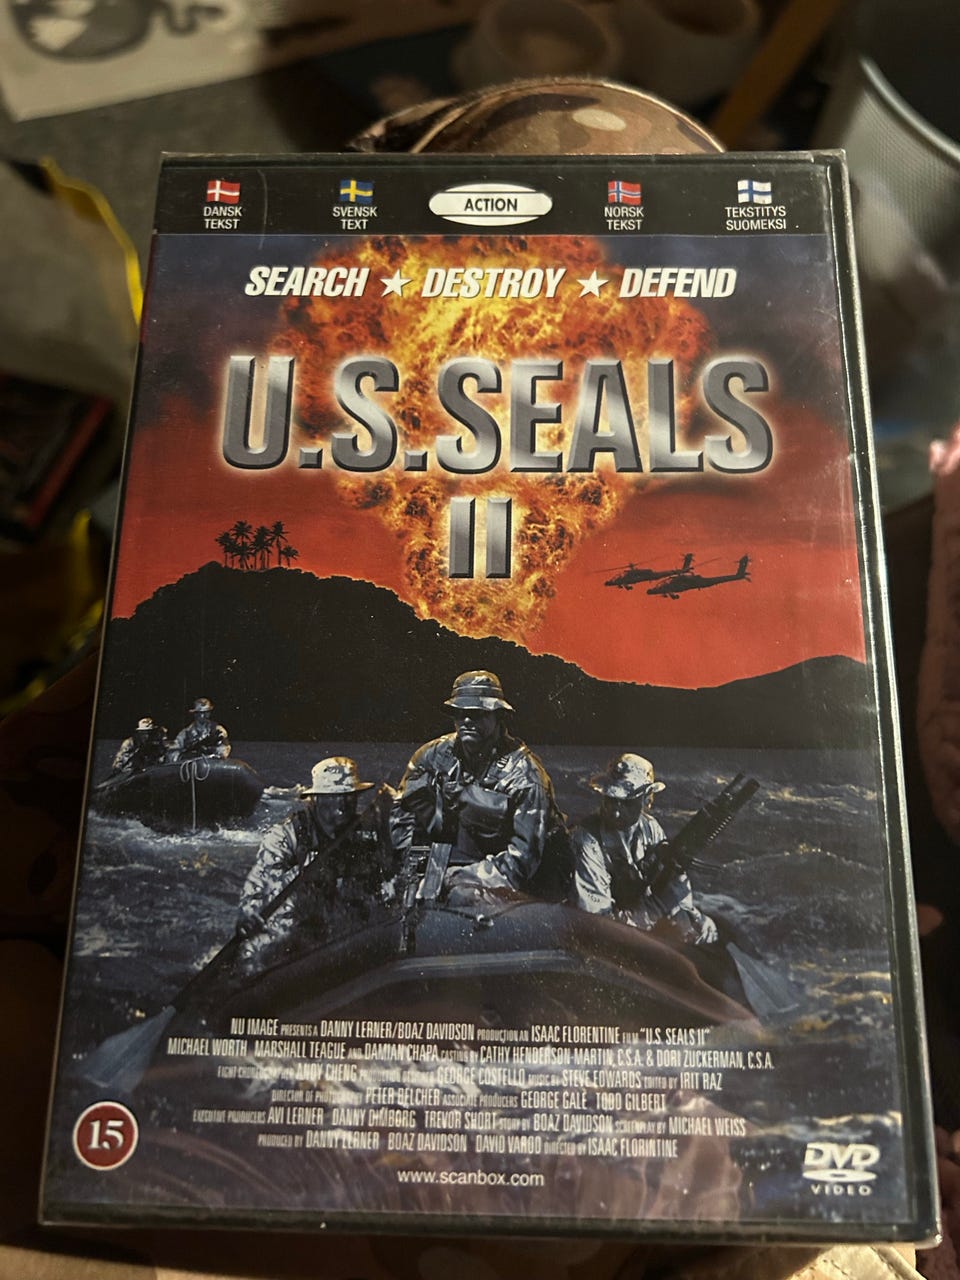 DANSK TEKST
SVENSK TEXT
ACTION
NORSK TEKST
TEKSTITYS SUOMEKSI
SEARCH ★ DESTROY ★ DEFEND
U.S.SEALS
II
NU IMAGE PRESENTS A DANNY LERNER/BOAZ DAVIDSON PRODUCTION AN ISAAC FLORENTINE FILM "U.S. SEALS II"
MICHAEL WORTH MARSHALL TEAGUE AND DAMIAN CHAPA CASTING BY CATHY HENDERSON-MARTIN, C.S.A. & DORI ZUCKERMAN, C.S.A.
FIGHT CHOREOGRAPHER ANDY CHENG PRODUCTION DESIGNER GEORGE COSTELLO MUSIC BY STEVE EDWARDS EDITED BY IRIT RAZ
DIRECTOR OF PHOTOGRAPHY PETER BELCHER ASSOCIATE PRODUCERS GEORGE GALE TODD GILBERT
EXECUTIVE PRODUCERS AVI LERNER DANNY DIMBORG TREVOR SHORT STORY BY BOAZ DAVIDSON SCREENPLAY BY MICHAEL WEISS
PRODUCED BY DANNY LERNER BOAZ DAVIDSON DAVID VAROD DIRECTED BY ISAAC FLORINTINE
www.scanbox.com
15
DVD
VIDEO